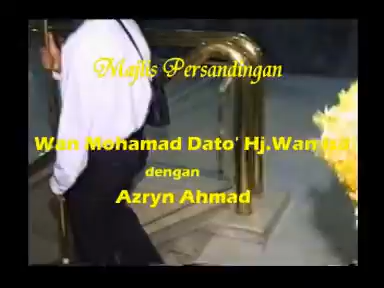 Majlis Persandingan
Wan Mohamad Dato' Hj.Wan
dengan
Azryn Ahmad